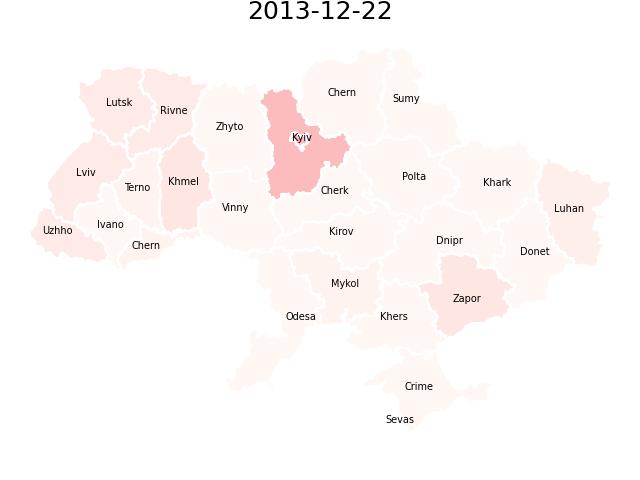 2013-12-22
Chern
Sumy
Lutsk
Rivne
Zhyto
Kyiv
Lviv
Terno
Khmel
Polta
Khark
Cherk
Luhan
Vinny
Ivano
Uzhho
Chern
Kirov
Dnipr
Donet
Mykol
Zapor
Odesa
Khers
Crime
Sevas